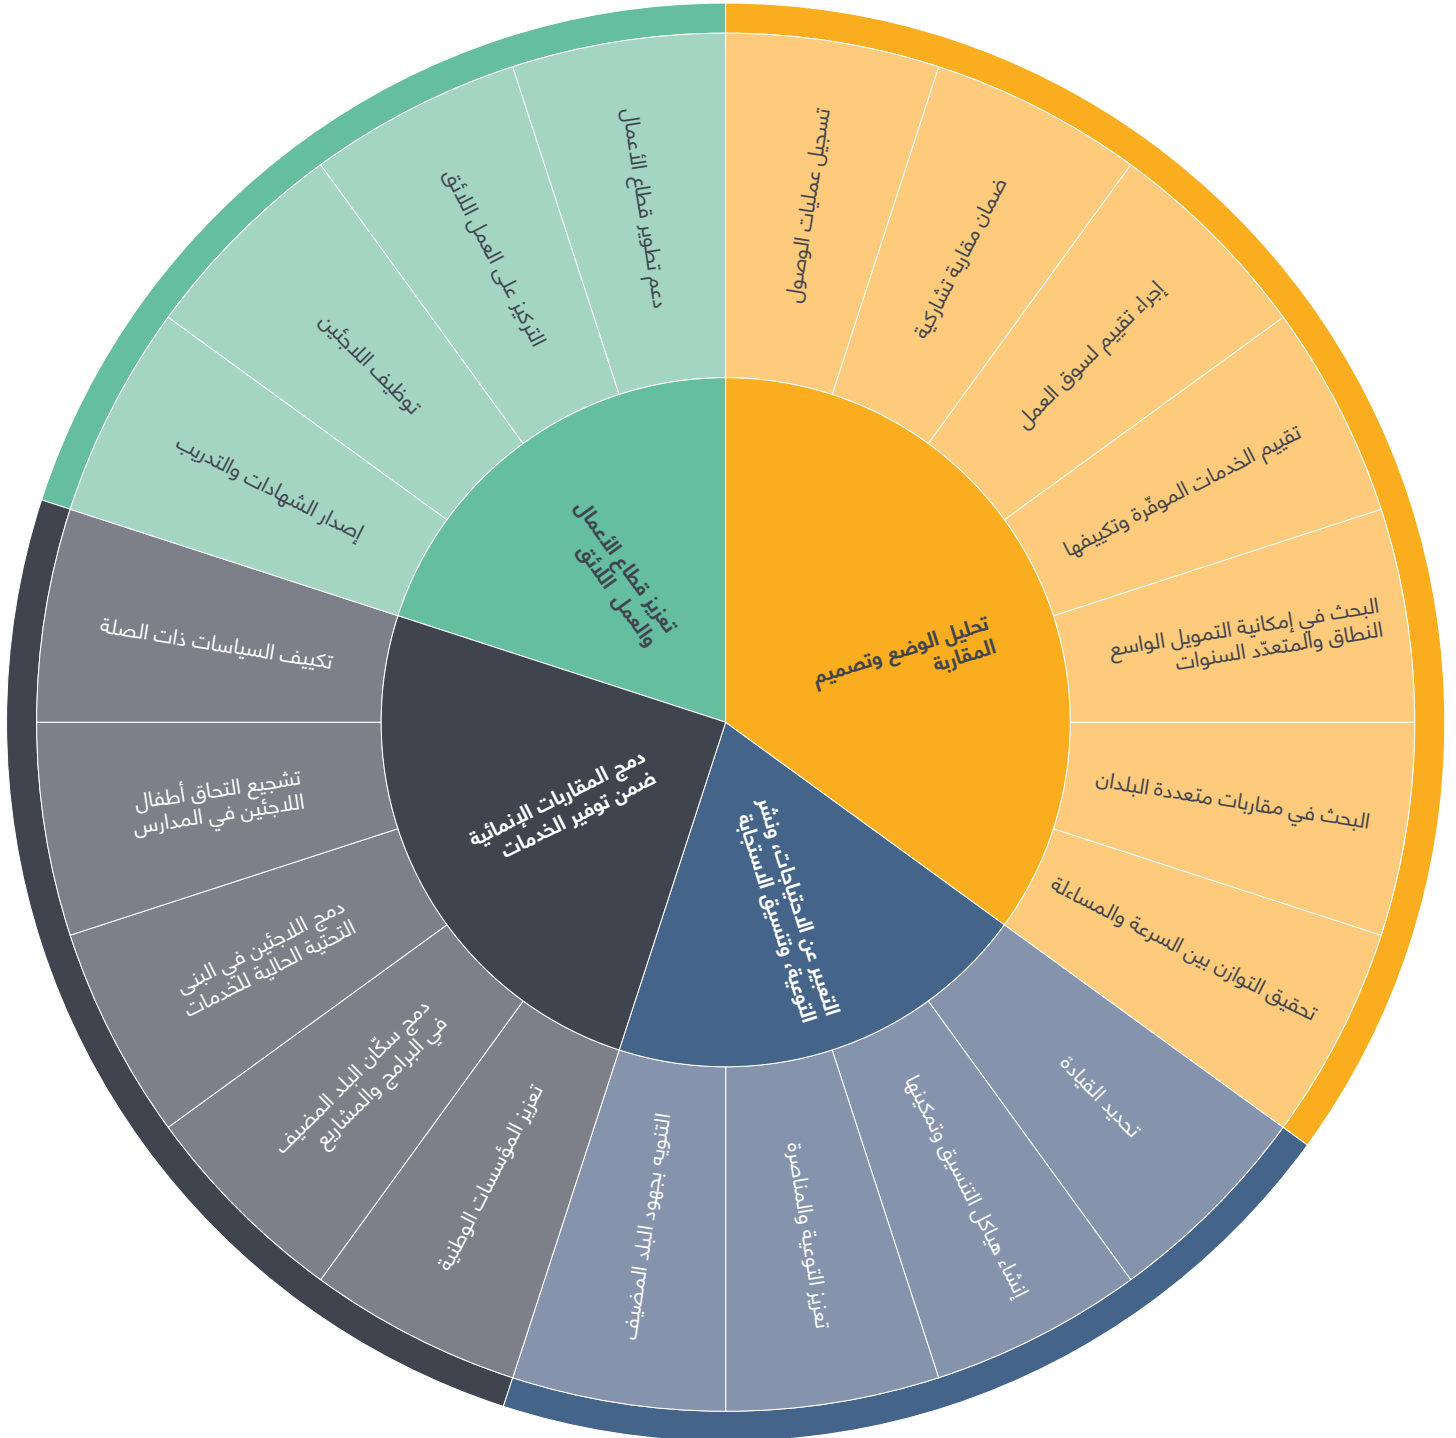 تحليل الوضع وتصميم
المقاربة
تسجيل عمليات الوصول
ضمان مقاربة تشاركية
إجراء تقييم لسوق العمل
تقييم الخدمات الموفّرة وتكييفها
البحث في إمكانية التمويل الواسع
النطاق والمتعدّد السنوات
البحث في مقاربات متعددة البلدان
تحقيق التوازن بين السرعة والمساءلة
التعبير عن الاحتياجات، ونشر
التوعية، وتنسيق الاستجابة
تحديد القيادة
إنشاء هياكل التنسيق وتمكينها
تعزيز التوعية والمناصرة
التنويه بجهود البلد المضيف
دمج المقاربات الإنمائية
ضمن توفير الخدمات
تعزيز المؤسسات الوطنية
دمج سكّان البلد المضيف
في البرامج والمشاريع
دمج اللاجئين في البنى
التحتية الحالية للخدمات
تشجيع التحاق أطفال
اللاجئين في المدارس
تكييف السياسات ذات الصلة
تعزيز قطاع الأعمال
والعمل اللائق
إصدار الشهادات والتدريب
توظيف اللاجئين
التركيز على العمل اللائق
دعم تطوير قطاع الأعمال